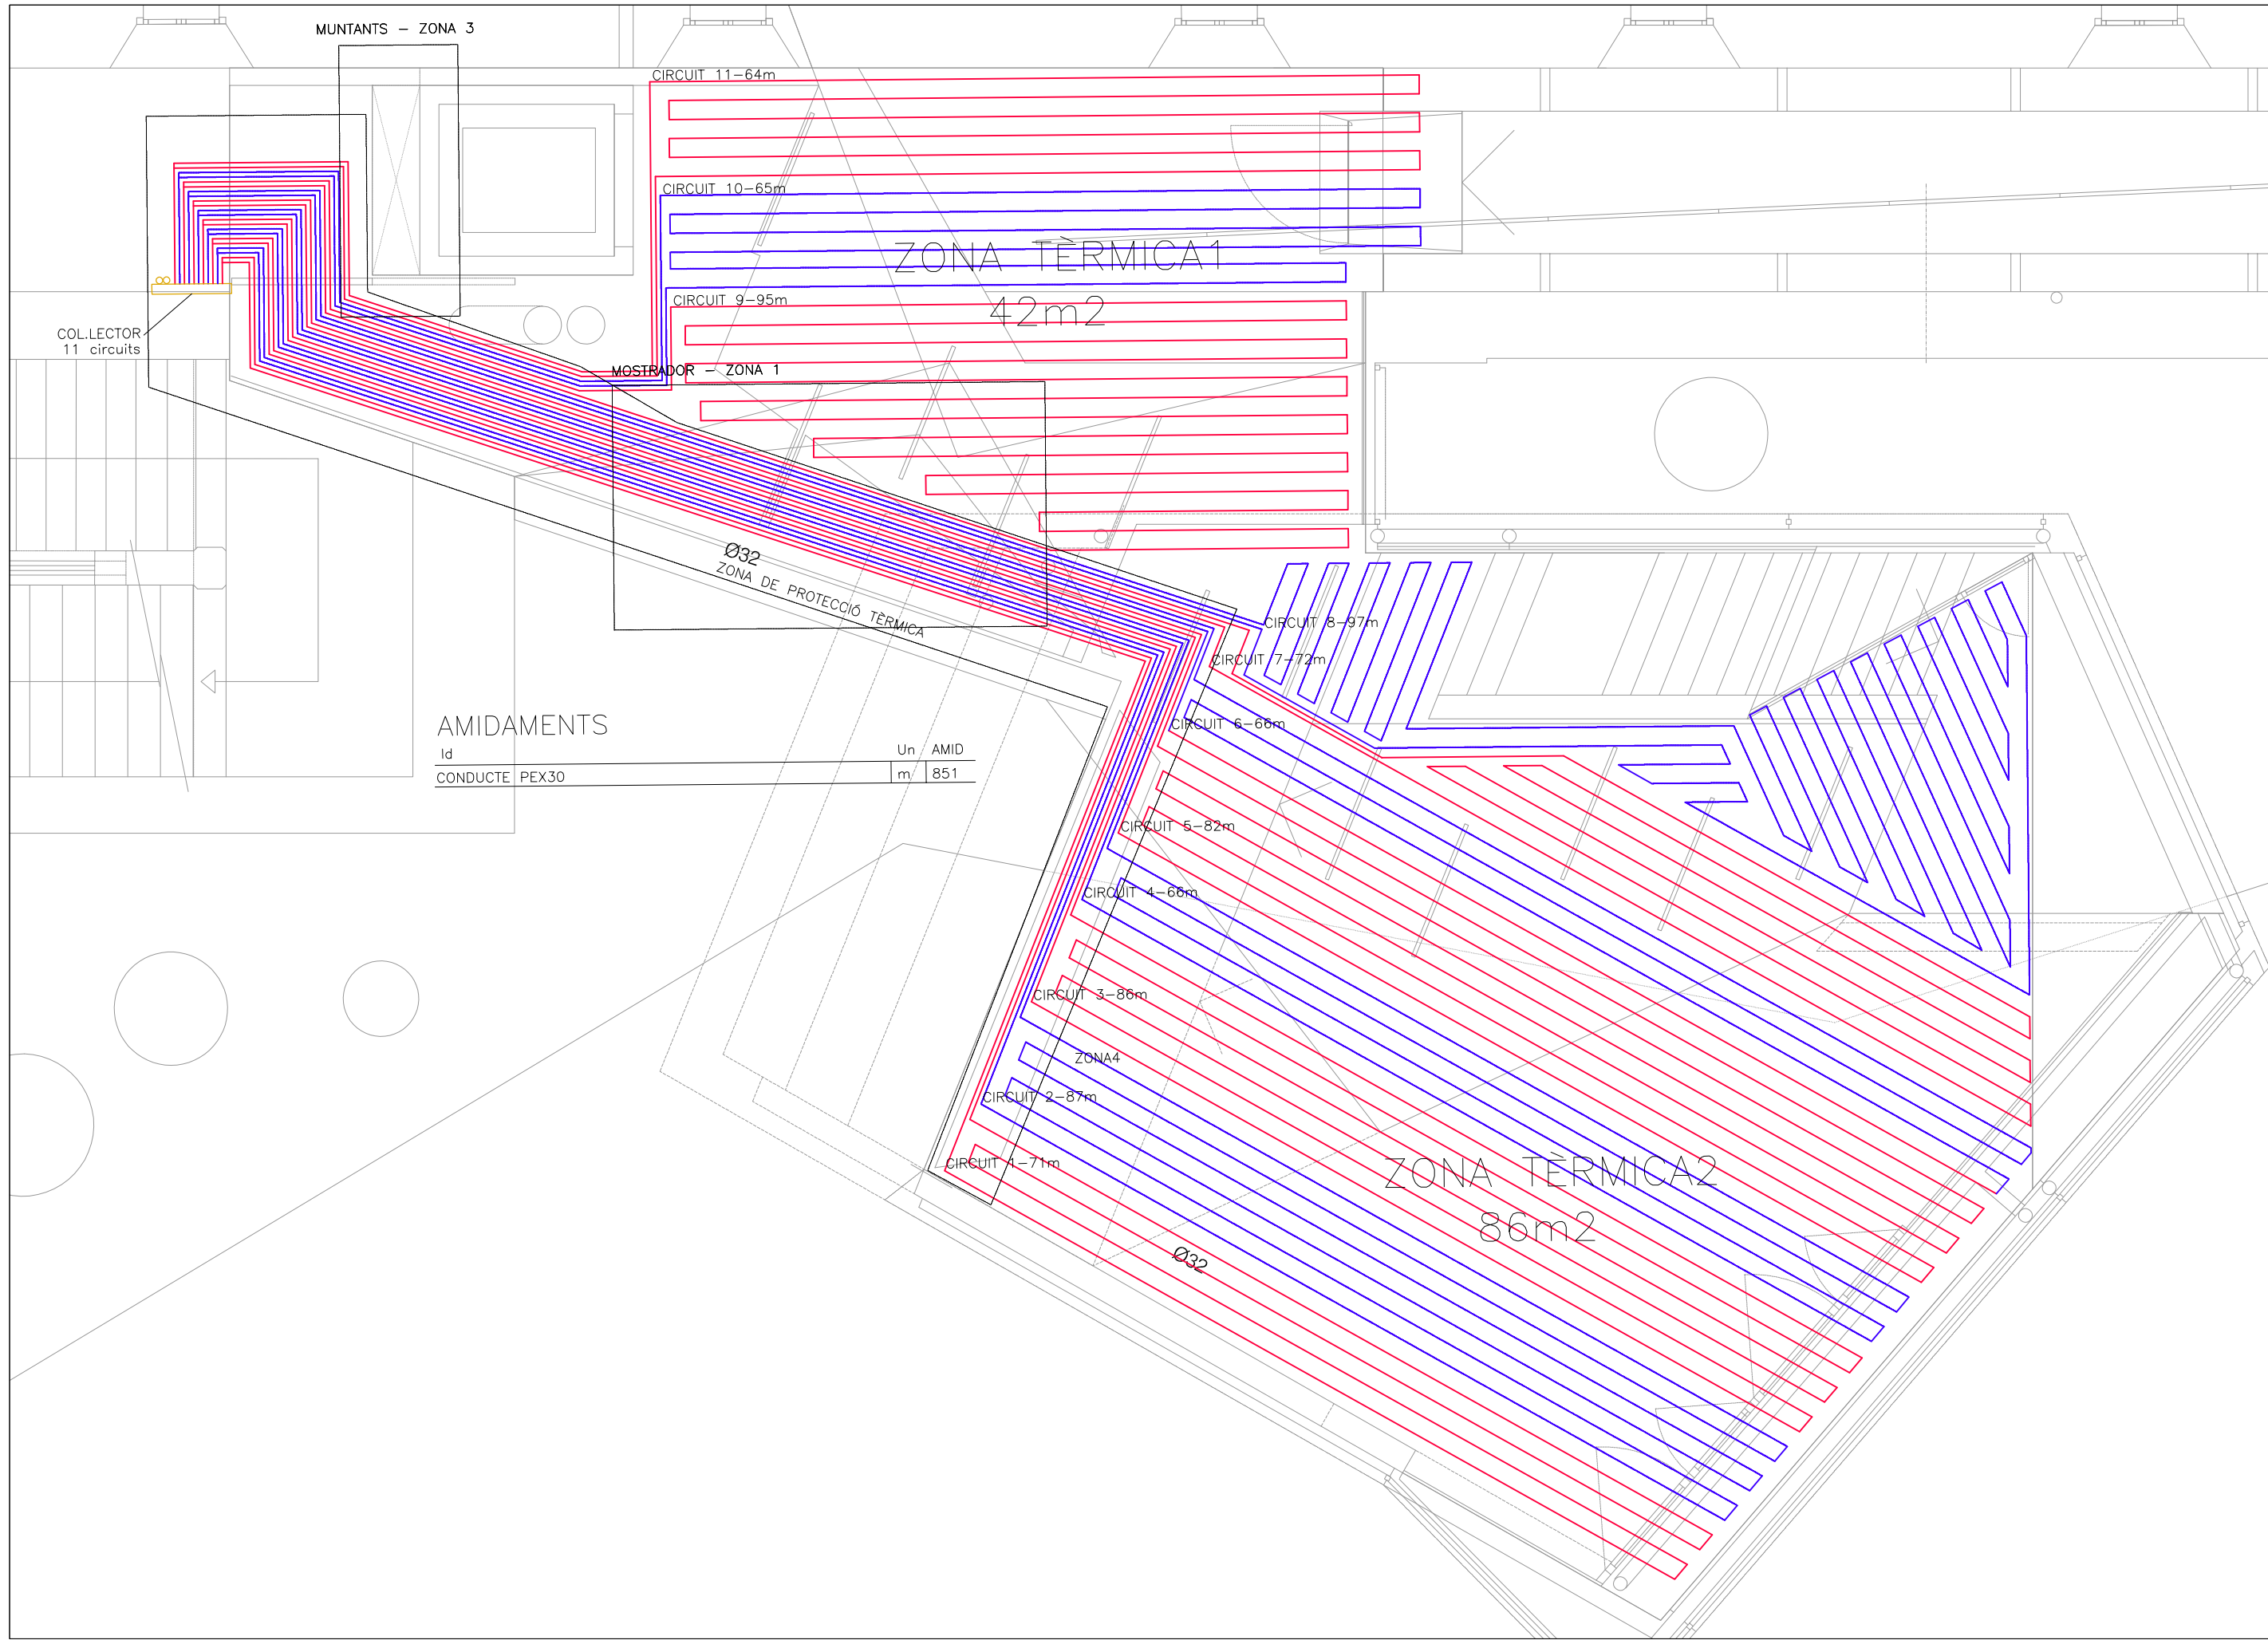 MUNTANTS - ZONA 3
CIRCUIT 11-64m
CIRCUIT 10-65m
ZONA TÈRMICA1
42m2
CIRCUIT 9-95m
COL.LECTOR
11 circuits
MOSTRADOR - ZONA 1
Ø32
ZONA DE PROTECCIÓ TÈRMICA
CIRCUIT 8-97m
CIRCUIT 7-72m
CIRCUIT 6-66m
AMIDAMENTS
Id Un AMID
CONDUCTE PEX30 m 851
CIRCUIT 5-82m
CIRCUIT 4-66m
CIRCUIT 3-86m
ZONA4
CIRCUIT 2-87m
CIRCUIT 1-71m
ZONA TÈRMICA2
86m2
Ø32